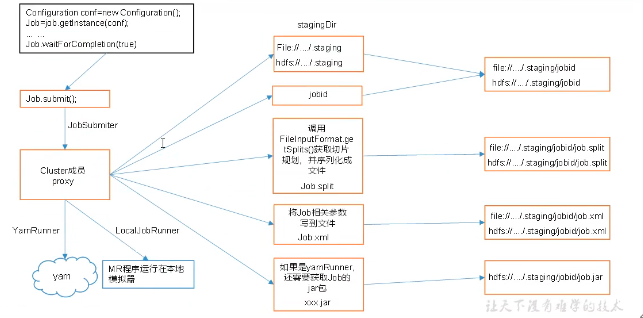 Configuration conf=new Configuration();
Job=job.getInstance(conf);
... ...
Job.waitForCompletion(true)
stagingDir
File://..../.staging
hdfs://..../.staging
file://..../.staging/jobid
hdfs://..../.staging/jobid
Job.submit();
jobid
JobSubmiter
调用
FileInputFormat.ge
tSplits()获取切片
规划，并序列化成
文件
Job.split
file://..../.staging/jobid/job.split
hdfs://..../.staging/jobid/job.split
Cluster成员
proxy
将Job相关参数
写到文件
Job.xml
file://..../.staging/jobid/job.xml
hdfs://..../.staging/jobid/job.xml
YarnRunner
LocalJobRunner
yarn
MR程序运行在本地
模拟器
如果是yarnRunner,
还需要获取Job的
jar包
xxx.jar
hdfs://..../.staging/jobid/job.jar
让天下没有难学的技术